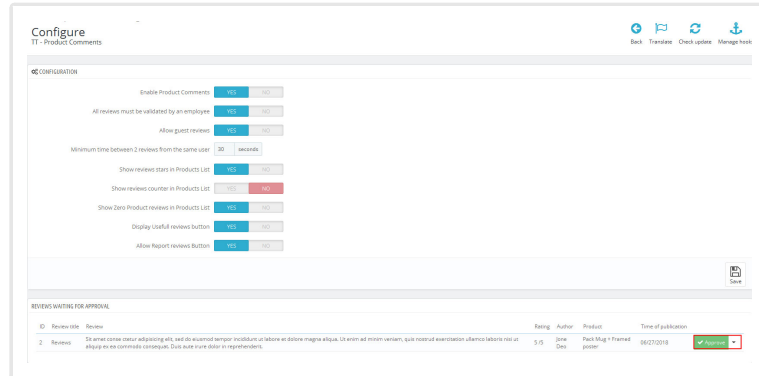 Configure
TT - Product Comments
Back Translate Check update Manage hooks
CONFIGURATION
Enable Product Comments YES NO
All reviews must be validated by an employee YES NO
Allow guest reviews YES NO
Minimum time between 2 reviews from the same user 30 seconds
Show reviews stars in Products List YES NO
Show reviews counter in Products List YES NO
Show Zero Product reviews in Products List YES NO
Display Usefull reviews button YES NO
Allow Report reviews Button YES NO
Save
REVIEWS WAITING FOR APPROVAL
ID Review title Review Rating Author Product Time of publication
2 Reviews Sit amet conse ctetur adipisicing elit, sed do eiusmod tempor incididunt ut labore et dolore magna aliqua. Ut enim ad minim veniam, quis nostrud exercitation ullamco laboris nisi ut 5 /5 Jone Pack Mug + Framed 06/27/2018 Approve
aliquip ex ea commodo consequat. Duis aute irure dolor in reprehenderit. Deo poster